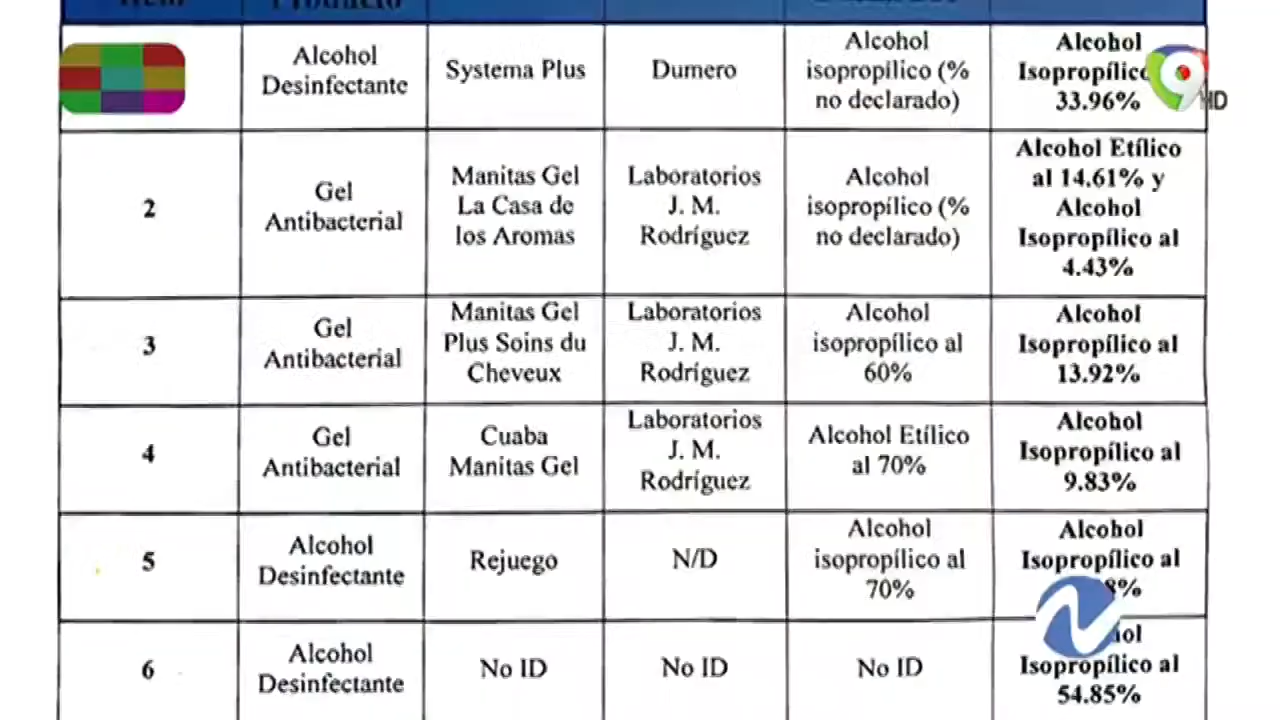 Producto
Alcohol
Desinfectante
Systema Plus
Dumero
Alcohol
isopropílico (%
no declarado)
Alcohol
Isopropílico
33.96%
9
HD
2
Gel
Antibacterial
Manitas Gel
La Casa de
los Aromas
Laboratorios
J. M.
Rodríguez
Alcohol
isopropílico (%
no declarado)
Alcohol Etílico
al 14.61% y
Alcohol
Isopropílico al
4.43%
3
Gel
Antibacterial
Manitas Gel
Plus Soins du
Cheveux
Laboratorios
J. M.
Rodríguez
Alcohol
isopropílico al
60%
Alcohol
Isopropílico al
13.92%
4
Gel
Antibacterial
Cuaba
Manitas Gel
Laboratorios
J. M.
Rodríguez
Alcohol Etílico
al 70%
Alcohol
Isopropílico al
9.83%
5
Alcohol
Desinfectante
Rejuego
N/D
Alcohol
isopropílico al
70%
Alcohol
Isopropílico al
6
Alcohol
Desinfectante
No ID
No ID
No ID
Isopropílico al
54.85%